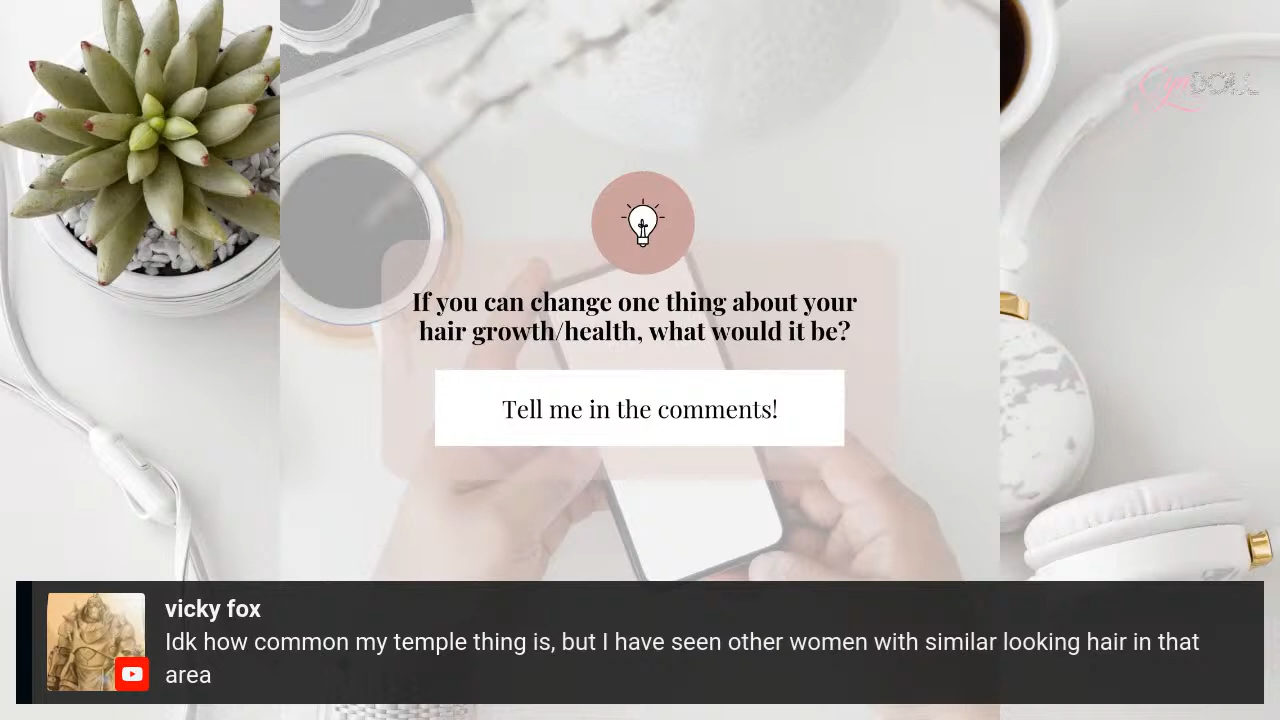 DOLL
If you can change one thing about your
hair growth/health, what would it be?
Tell me in the comments!
vicky fox
Idk how common my temple thing is, but I have seen other women with similar looking hair in that
area